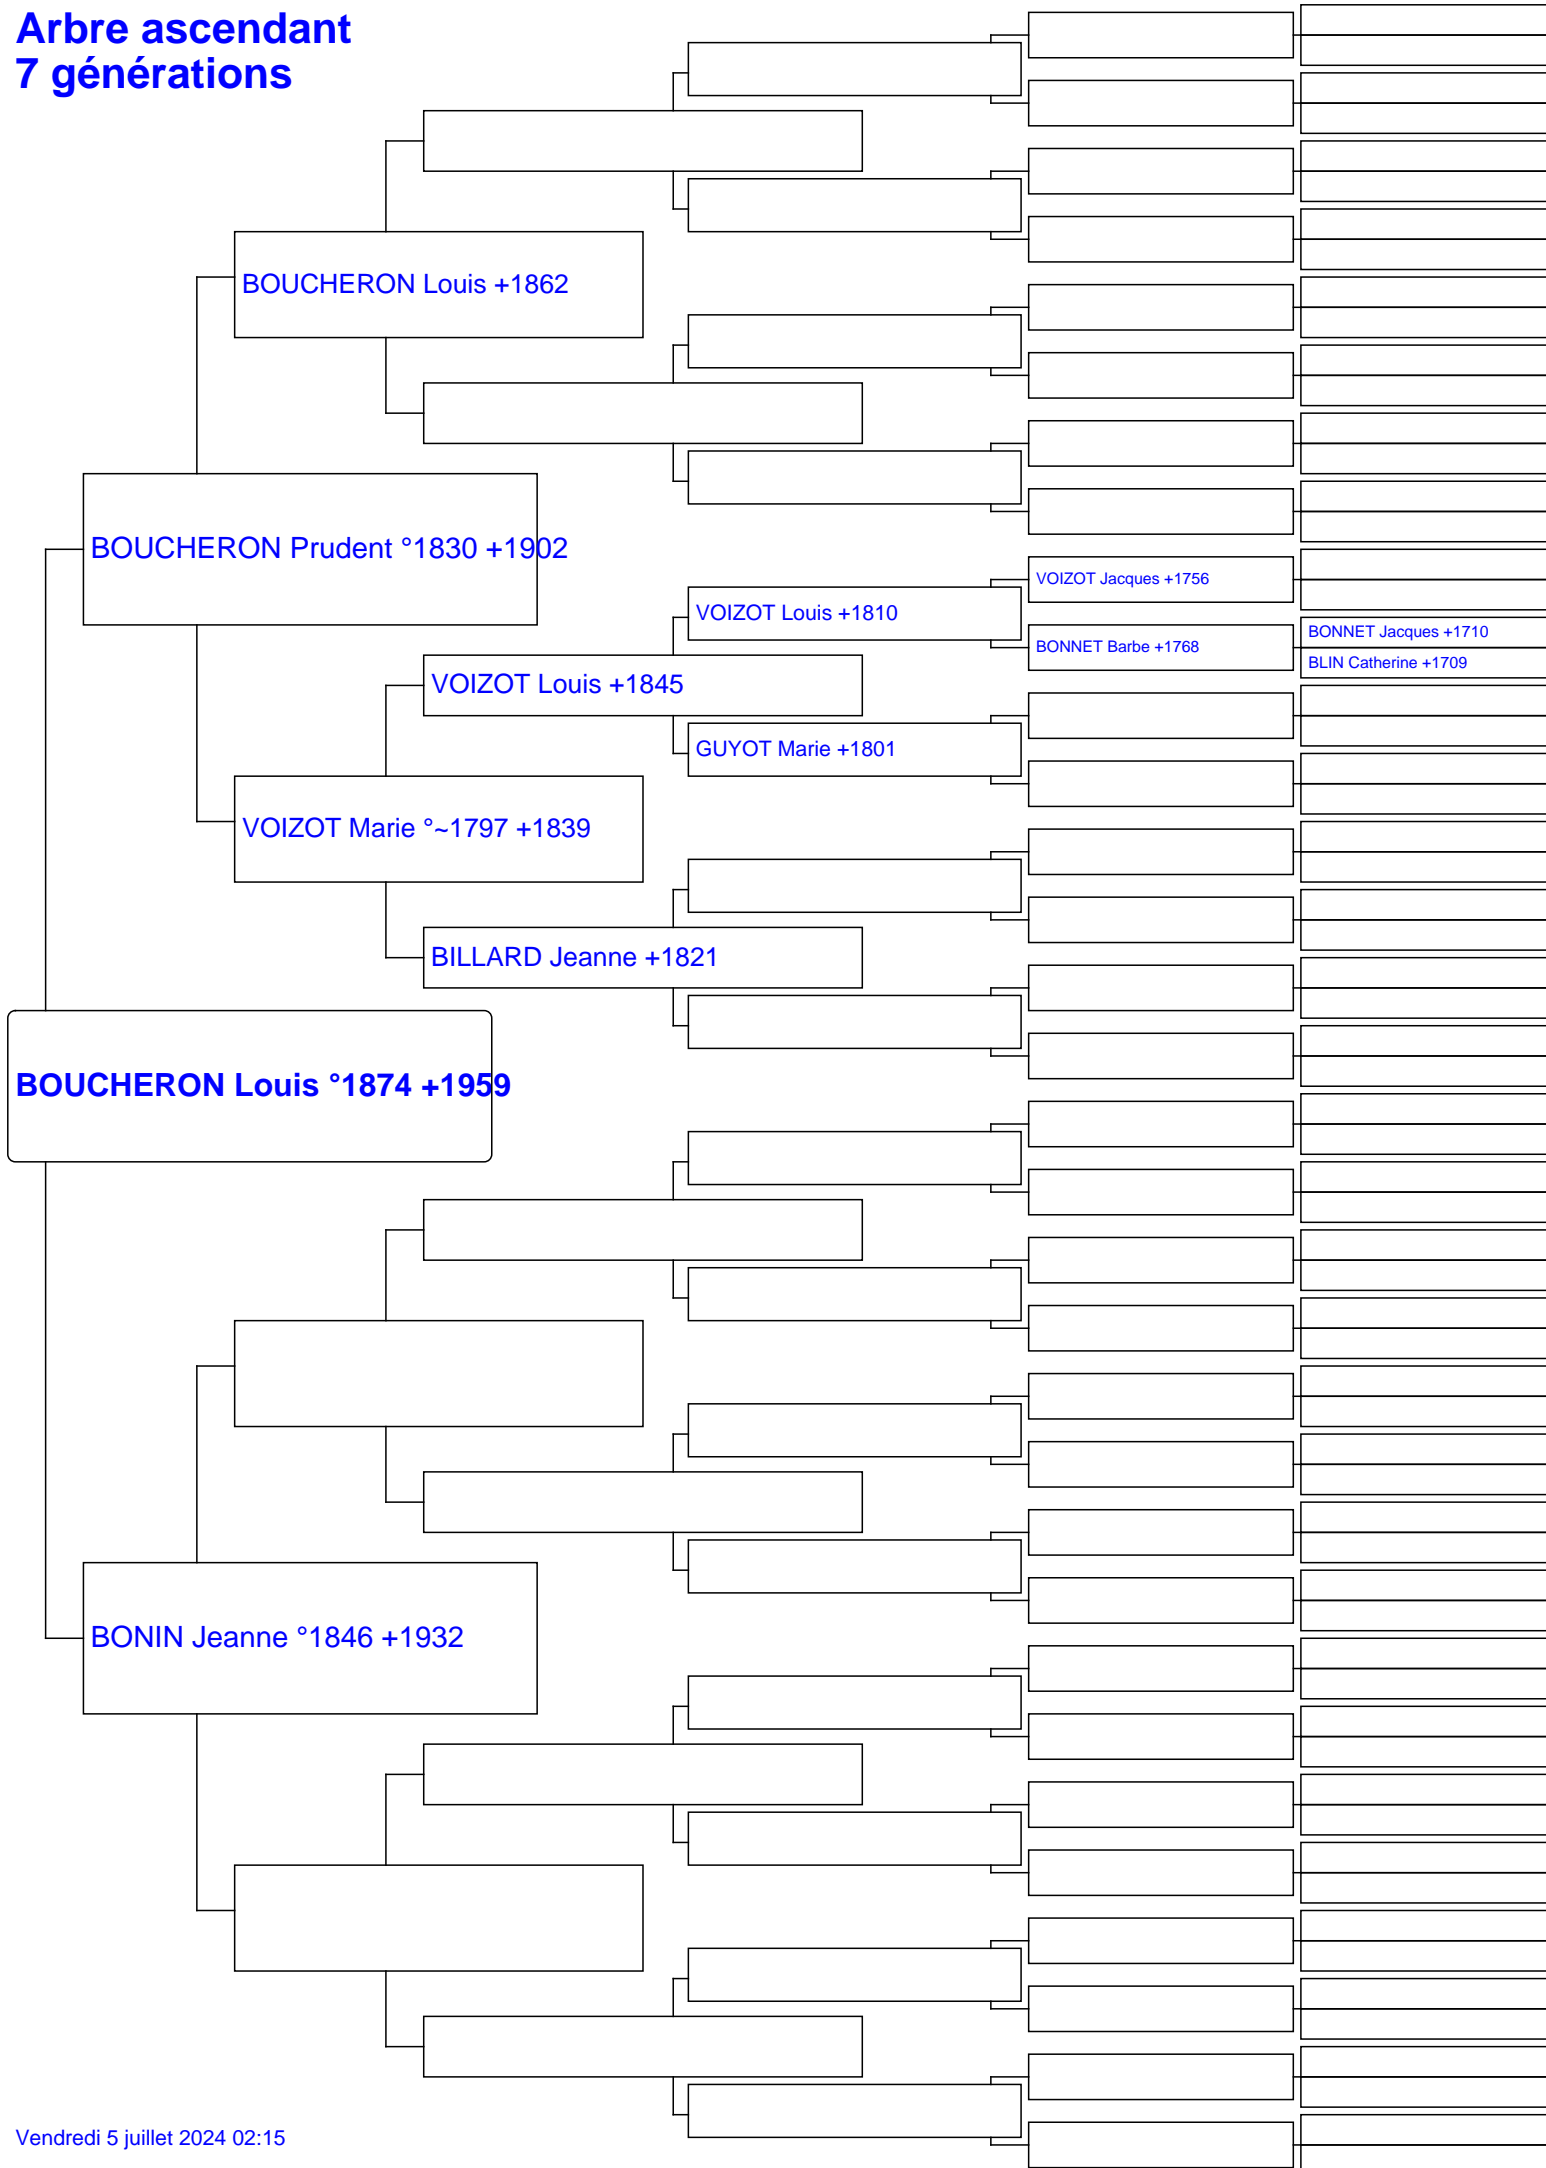 Arbre ascendant
7 générations
BOUCHERON Louis +1862
BOUCHERON Prudent °1830 +1902
VOIZOT Jacques +1756
VOIZOT Louis +1810
BONNET Jacques +1710
BONNET Barbe +1768
BLIN Catherine +1709
VOIZOT Louis +1845
GUYOT Marie +1801
VOIZOT Marie °~1797 +1839
BILLARD Jeanne +1821
BOUCHERON Louis °1874 +1959
BONIN Jeanne °1846 +1932
Vendredi 5 juillet 2024 02:15